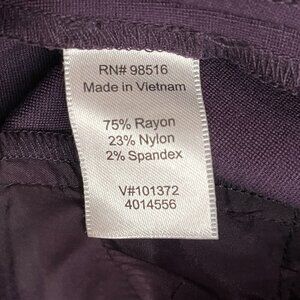 RN# 98516
Made in Vietnam
75% Rayon
23% Nylon
2% Spandex
V#101372
4014556